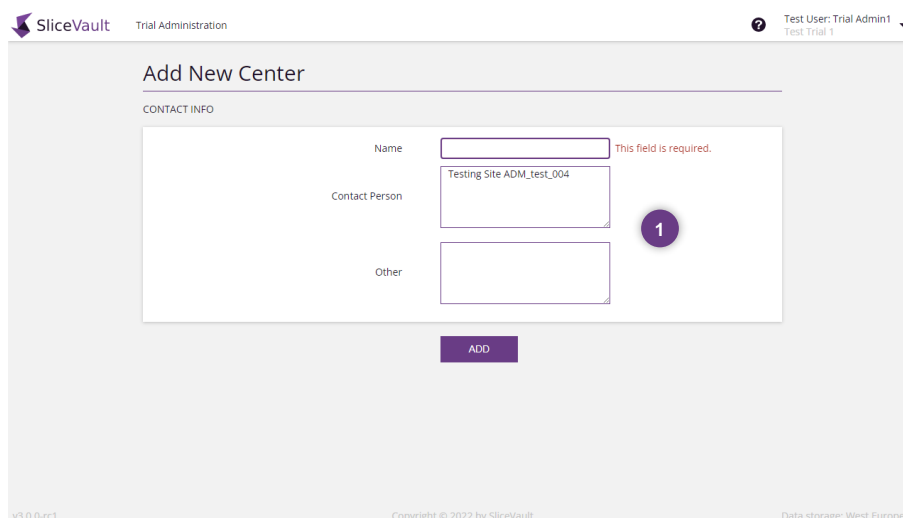 SliceVault Trial Administration ? Test User: Trial Admin1
Test Trial 1
Add New Center
CONTACT INFO
Name This field is required.
Testing Site ADM_test_004
Contact Person
1
Other
ADD
v3.0.0-rc1 Copyright © 2022 by SliceVault Data storage: West Europe